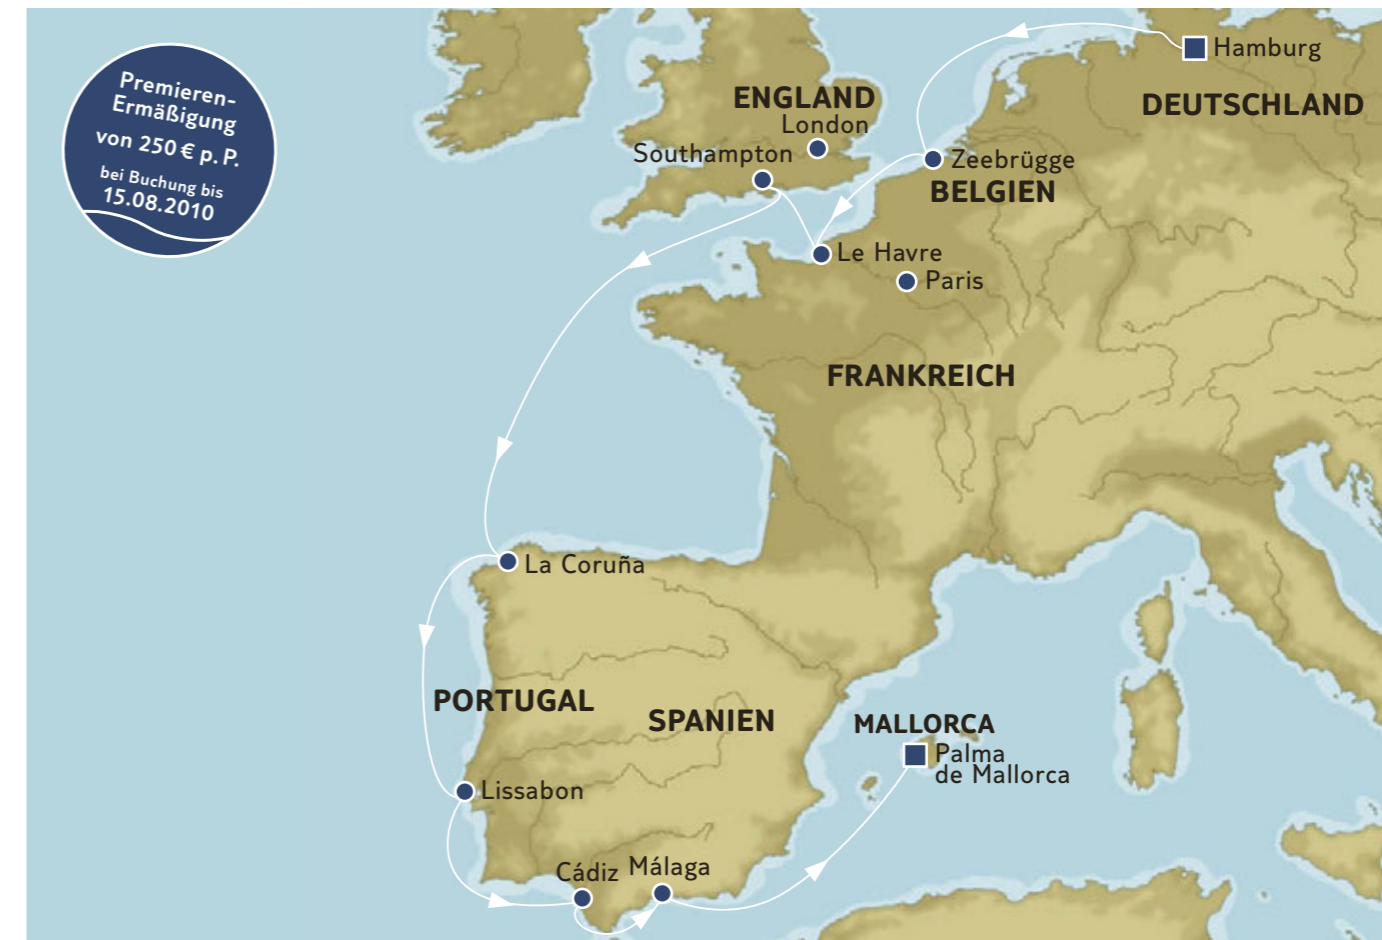 Premieren-
Ermäßigung
von 250 € p. P.
bei Buchung bis
15.08.2010
Hamburg
DEUTSCHLAND
ENGLAND
London
Southampton
Zeebrügge
BELGIEN
Le Havre
Paris
FRANKREICH
La Coruña
PORTUGAL
SPANIEN
MALLORCA
Palma
de Mallorca
Lissabon
Cádiz
Málaga